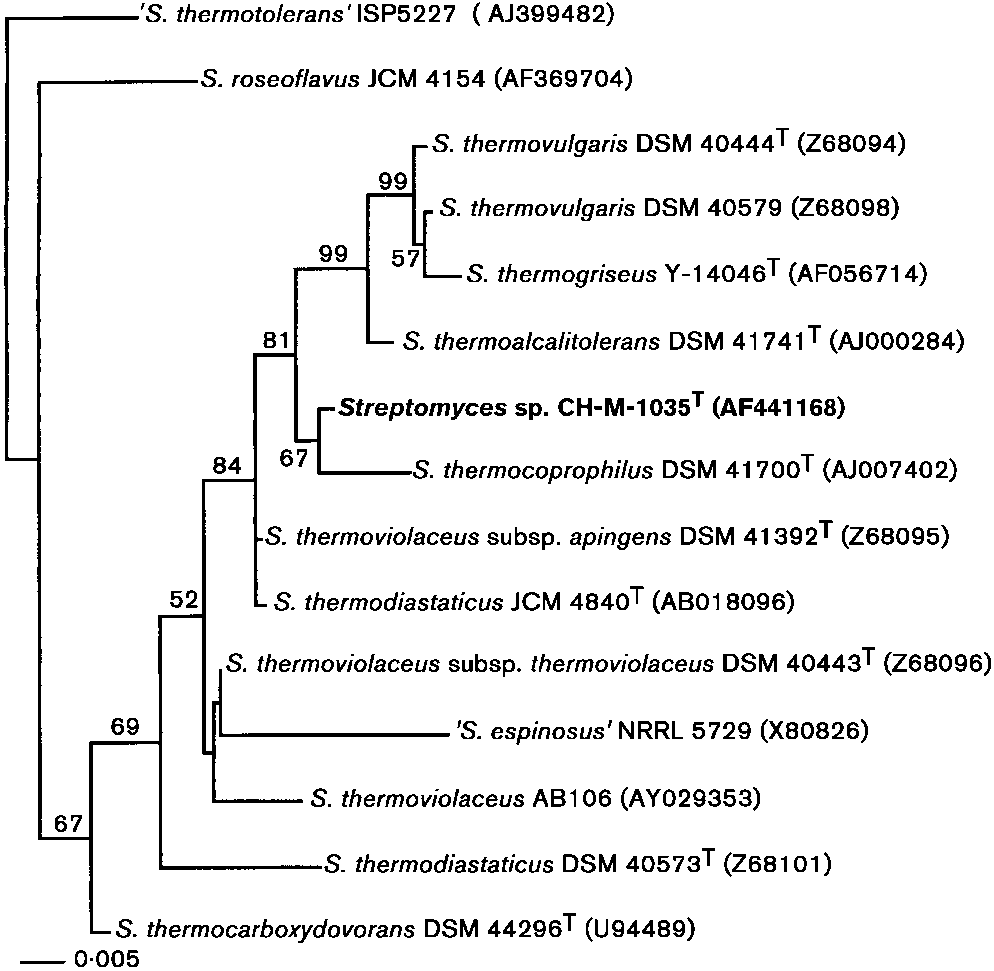 'S. thermotolerans' ISP5227 ( AJ399482)
S. roseoflavus JCM 4154 (AF369704)
S. thermovulgaris DSM 40444T (Z68094)
99
S. thermovulgaris DSM 40579 (Z68098)
99
57
S. thermogriseus Y-14046T (AF056714)
81
S. thermoalcalitolerans DSM 41741T (AJ000284)
Streptomyces sp. CH-M-1035T (AF441168)
67
84
S. thermocoprophilus DSM 41700T (AJ007402)
S. thermoviolaceus subsp. apingens DSM 41392T (Z68095)
52
S. thermodiastaticus JCM 4840T (AB018096)
S. thermoviolaceus subsp. thermoviolaceus DSM 40443T (Z68096)
69
'S. espinosus' NRRL 5729 (X80826)
S. thermoviolaceus AB106 (AY029353)
67
S. thermodiastaticus DSM 40573T (Z68101)
S. thermocarboxydovorans DSM 44296T (U94489)
0·005